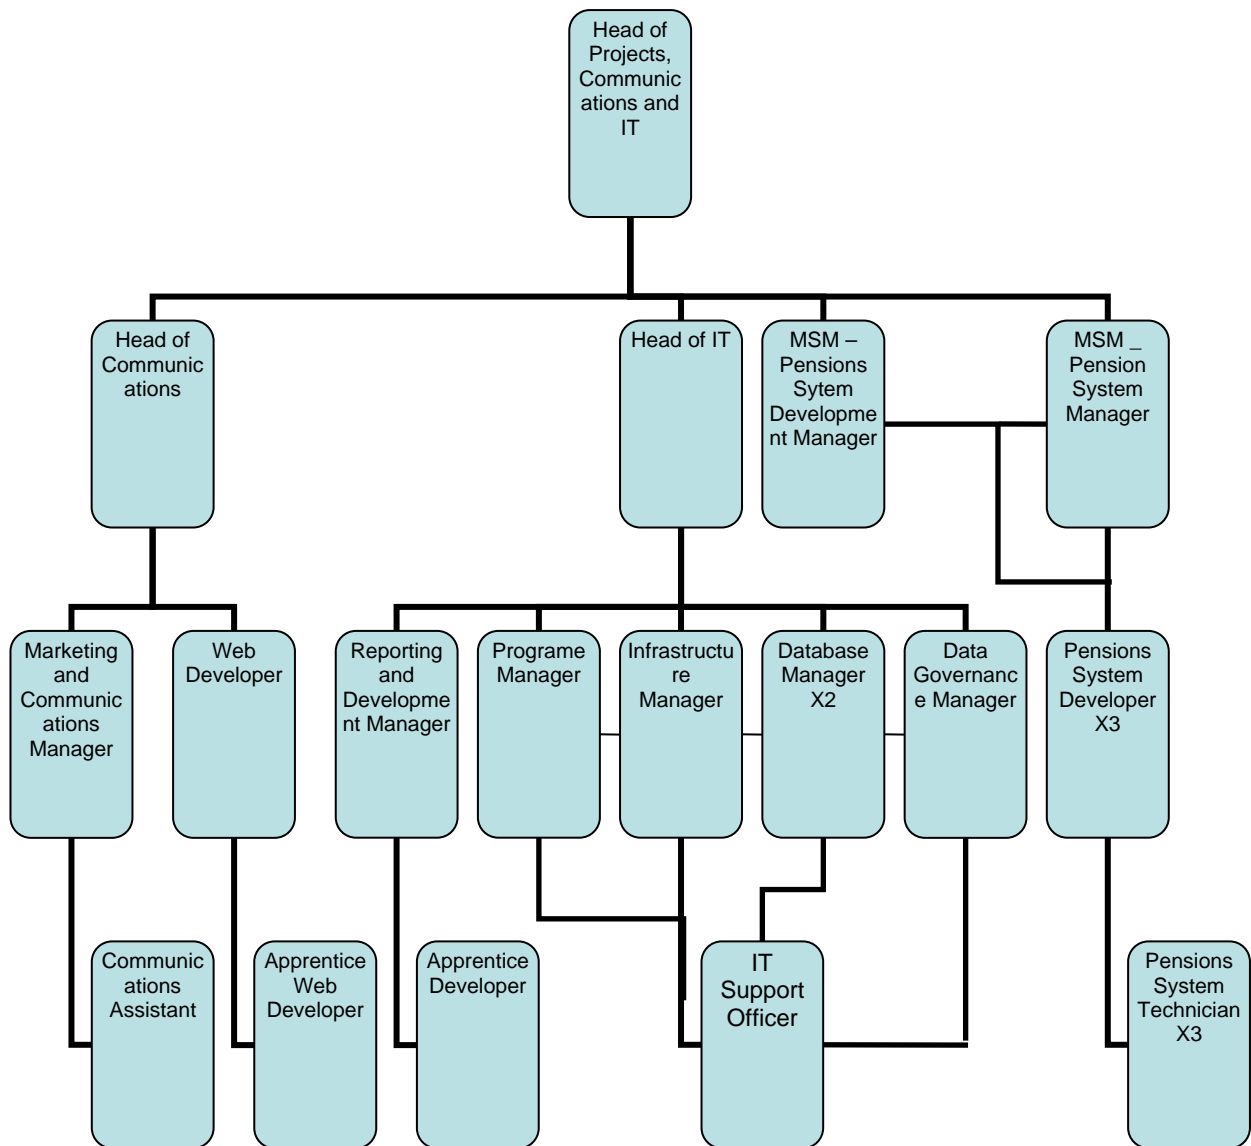 Head of
Projects,
Communic
ations and
IT
Head of
Communic
ations
Head of IT
MSM –
Pensions
Sytem
Developme
nt Manager
MSM _
Pension
System
Manager
Marketing
and
Communic
ations
Manager
Web
Developer
Reporting
and
Developme
nt Manager
Programe
Manager
Infrastructu
re
Manager
Database
Manager
X2
Data
Governanc
e Manager
Pensions
System
Developer
X3
Communic
ations
Assistant
Apprentice
Web
Developer
Apprentice
Developer
IT
Support
Officer
Pensions
System
Technician
X3